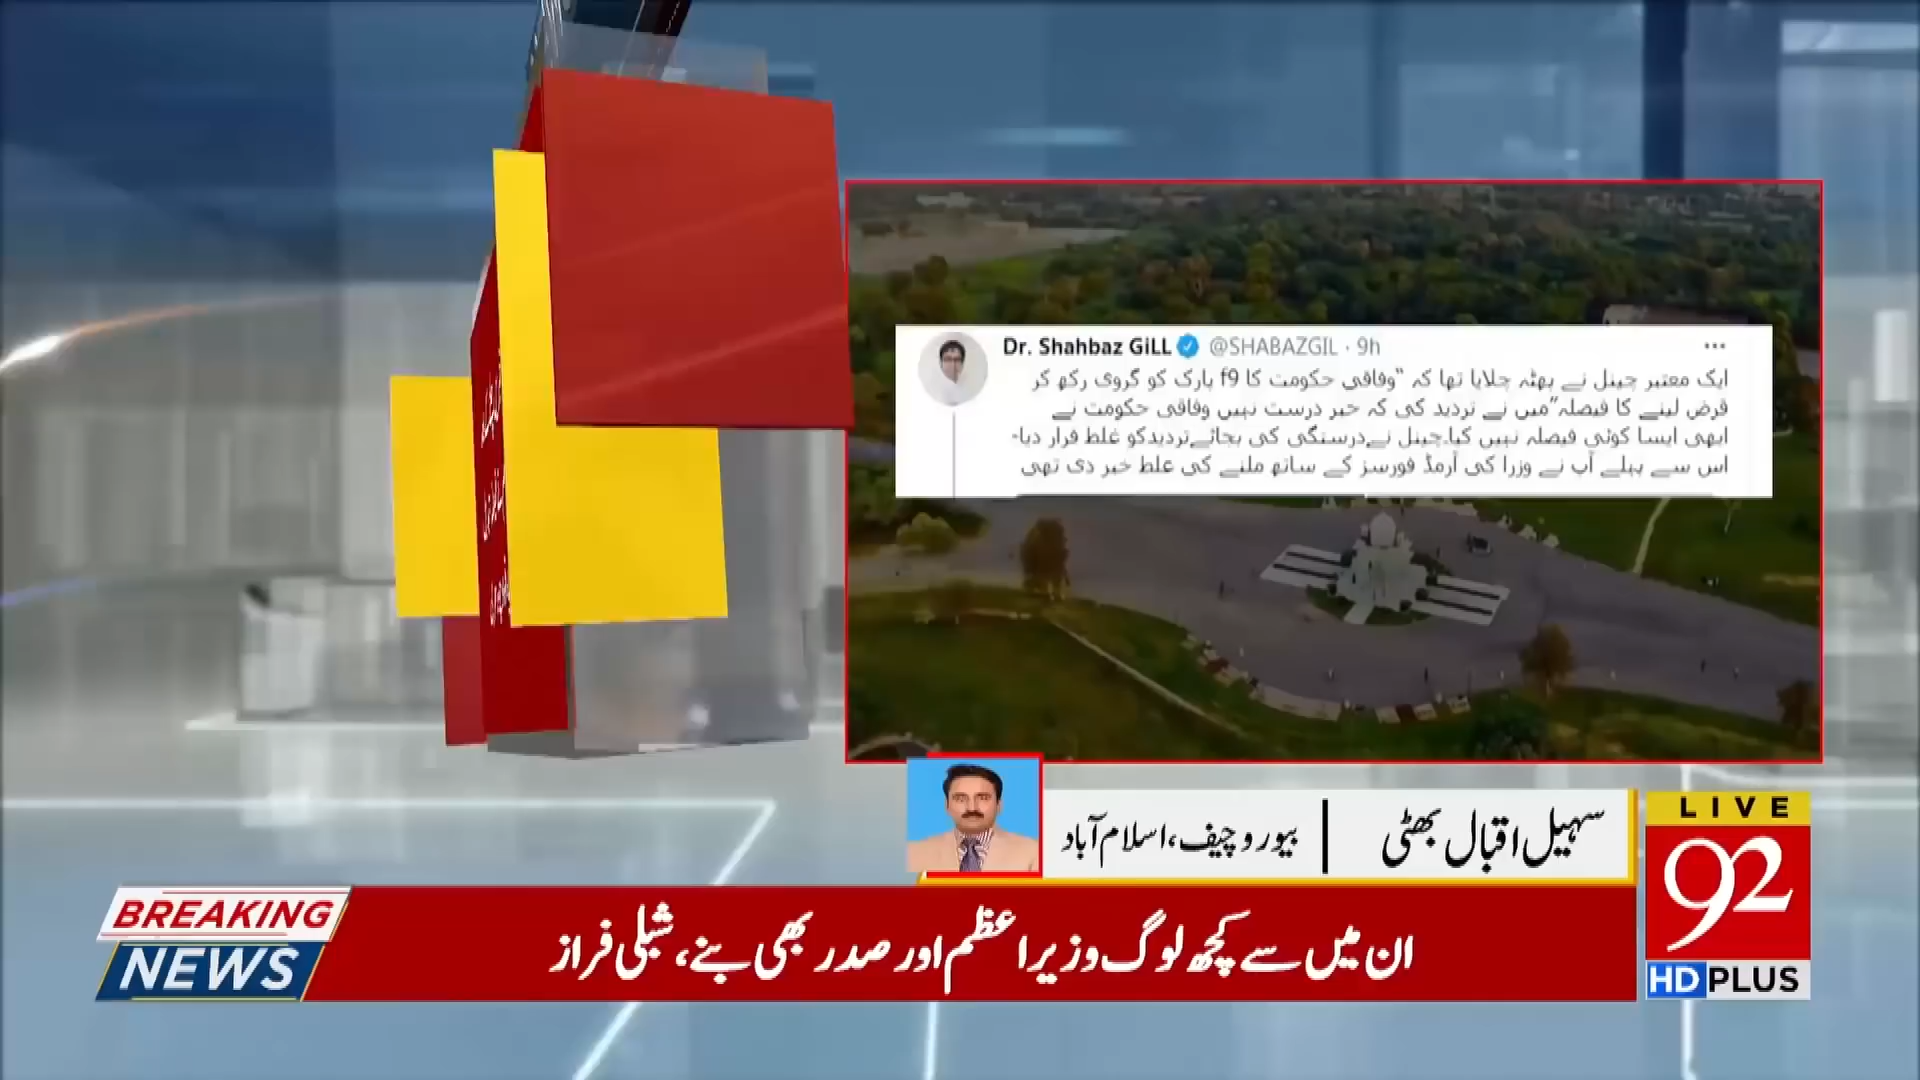 Dr. Shahbaz GiLL @SHABAZGIL · 9h
ایک معتبر چینل نے پھٹہ چلایا تھا کہ "وفاقی حکومت کا f9 پارک کو گروی رکھ کر
قرض لینے کا فیصلہ"میں نے تردید کی کہ خبر درست نہیں وفاقی حکومت نے
ابھی ایسا کوئی فیصلہ نہیں کیا۔چینل نے درستگی کی بجائے تردیدکو غلط قرار دیا-
اس سے پہلے آپ نے وزرا کی آرمڈ فورسز کے ساتھ ملنے کی غلط خبر دی تھی
سہیل اقبال بھٹی | بیورو چیف، اسلام آباد
LIVE
92
HD PLUS
BREAKING
NEWS
ان میں سے کچھ لوگ وزیراعظم اور صدر بھی بنے، شبلی فراز